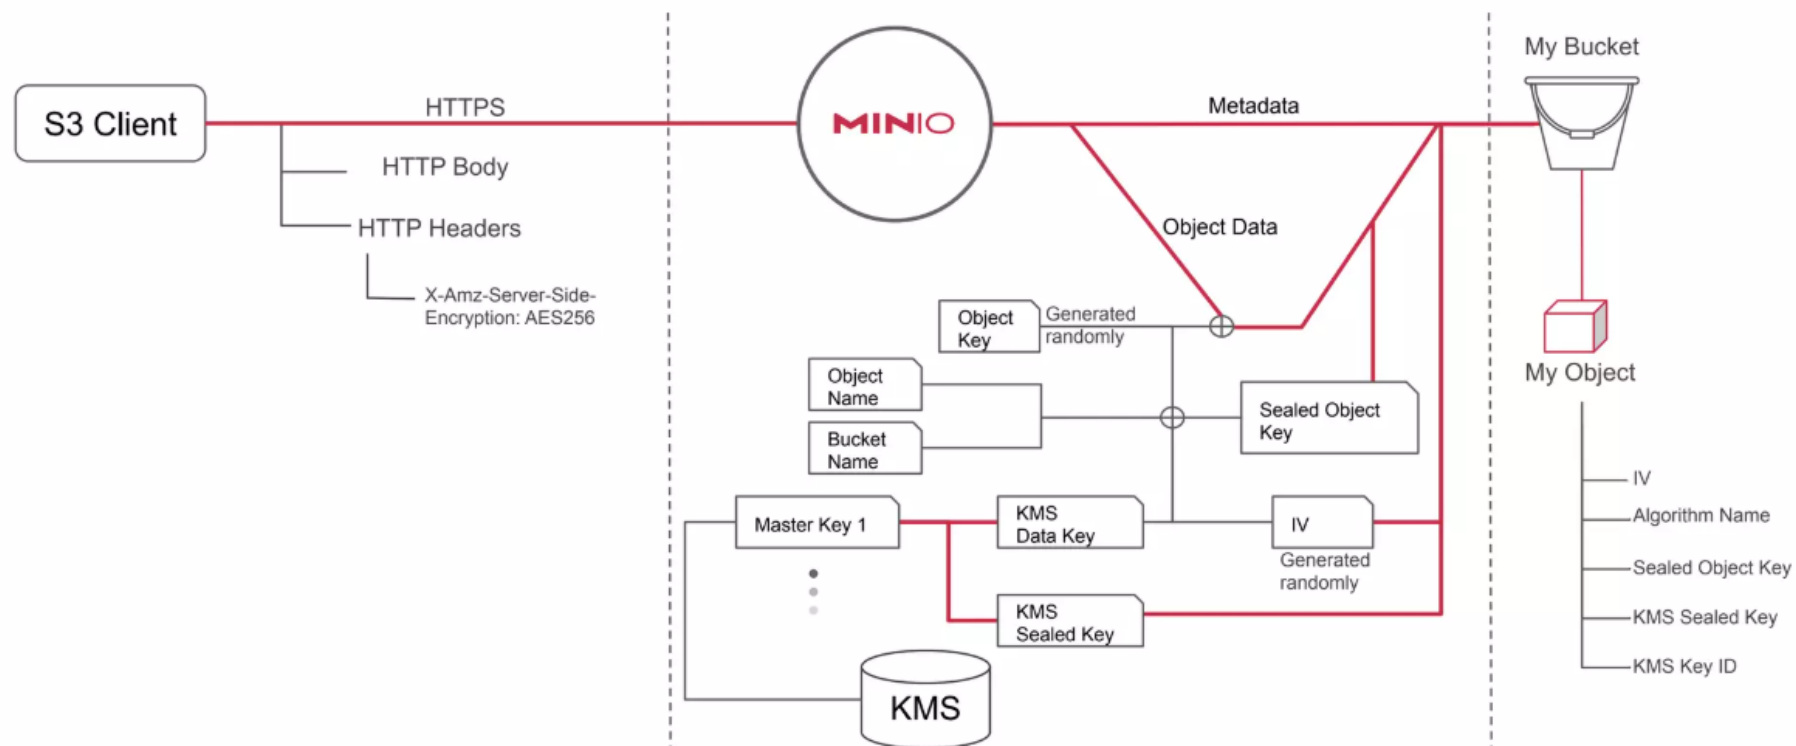 My Bucket
S3 Client
HTTPS
MINIO
Metadata
HTTP Body
HTTP Headers
Object Data
X-Amz-Server-Side-
Encryption: AES256
Object
Key
Generated
randomly
Object
Name
Bucket
Name
Sealed Object
Key
My Object
Master Key 1
KMS
Data Key
IV
Generated
randomly
KMS
Sealed Key
KMS
IV
Algorithm Name
Sealed Object Key
KMS Sealed Key
KMS Key ID